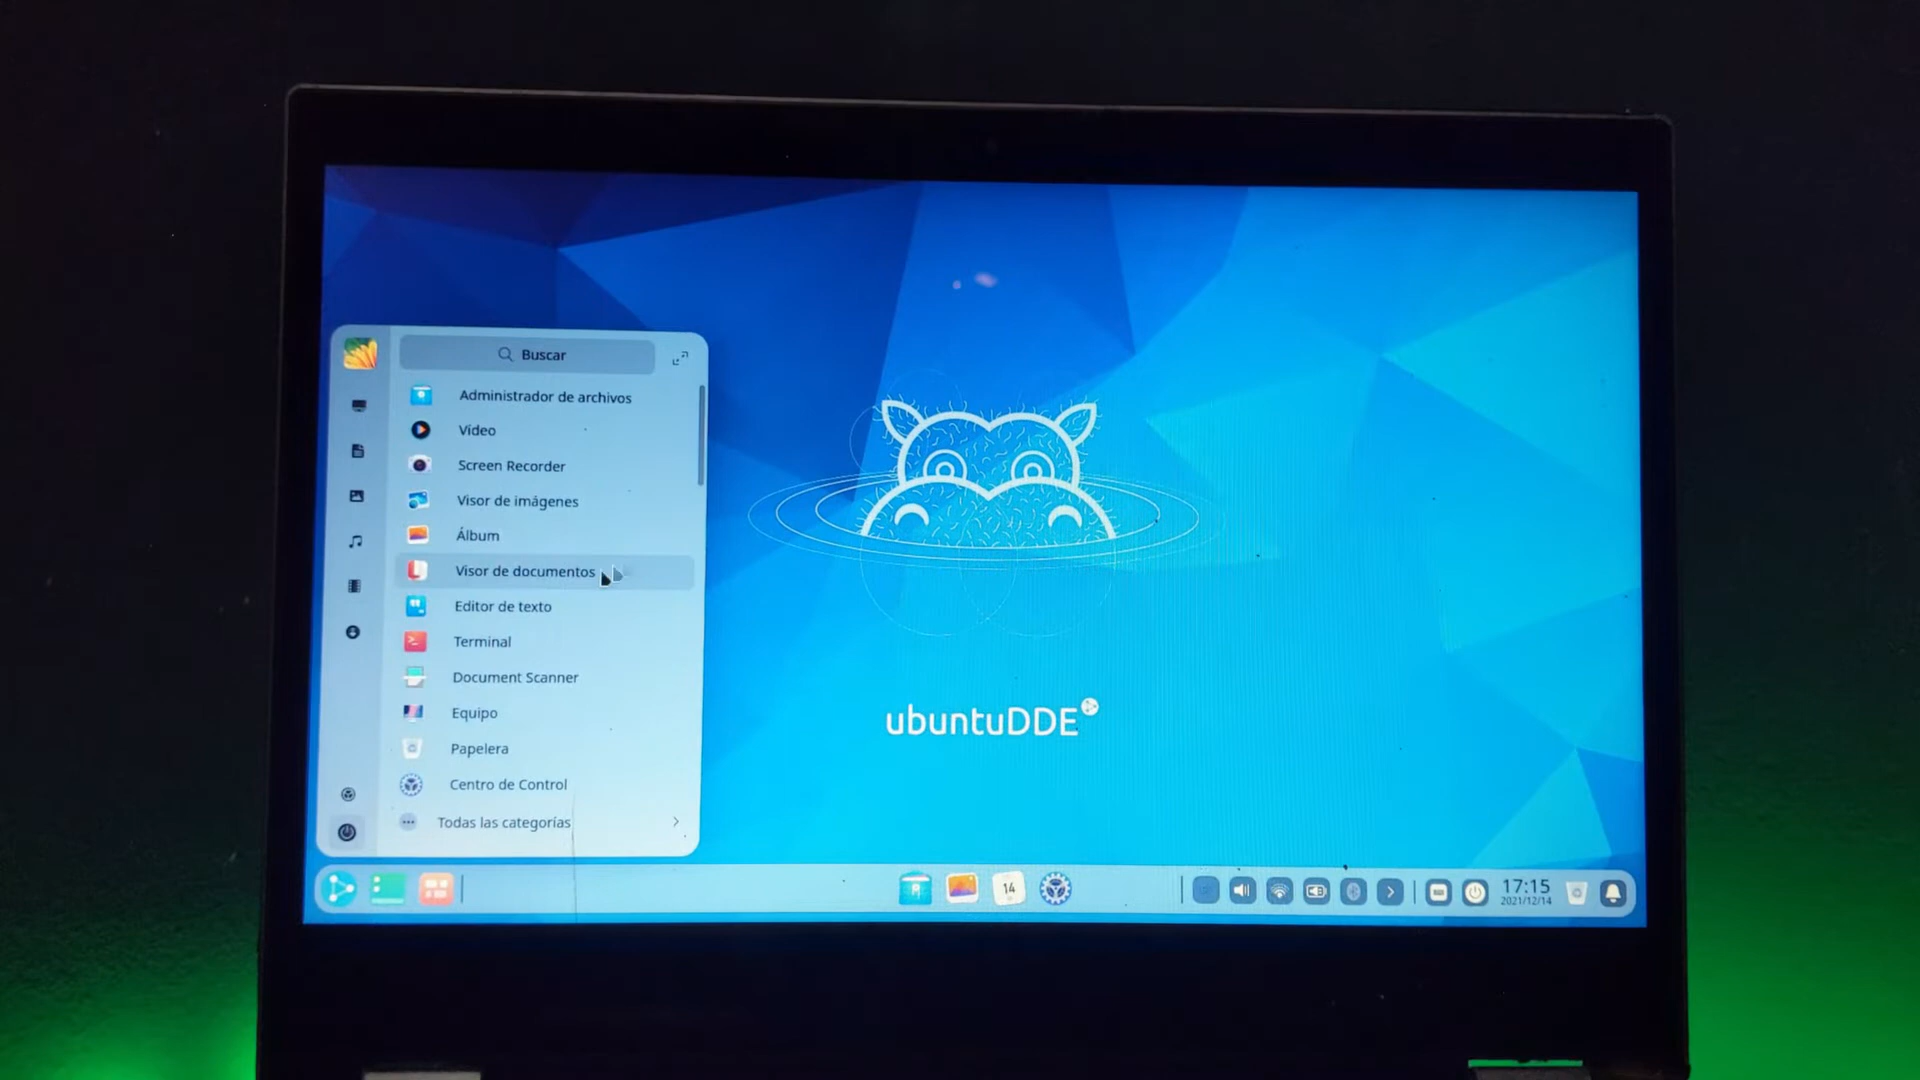 Buscar
Administrador de archivos
Vídeo
Screen Recorder
Visor de imágenes
Álbum
Visor de documentos
Editor de texto
Terminal
Document Scanner
Equipo
Papelera
Centro de Control
Todas las categorías
ubuntuDDE
14
17:15
2021/12/14